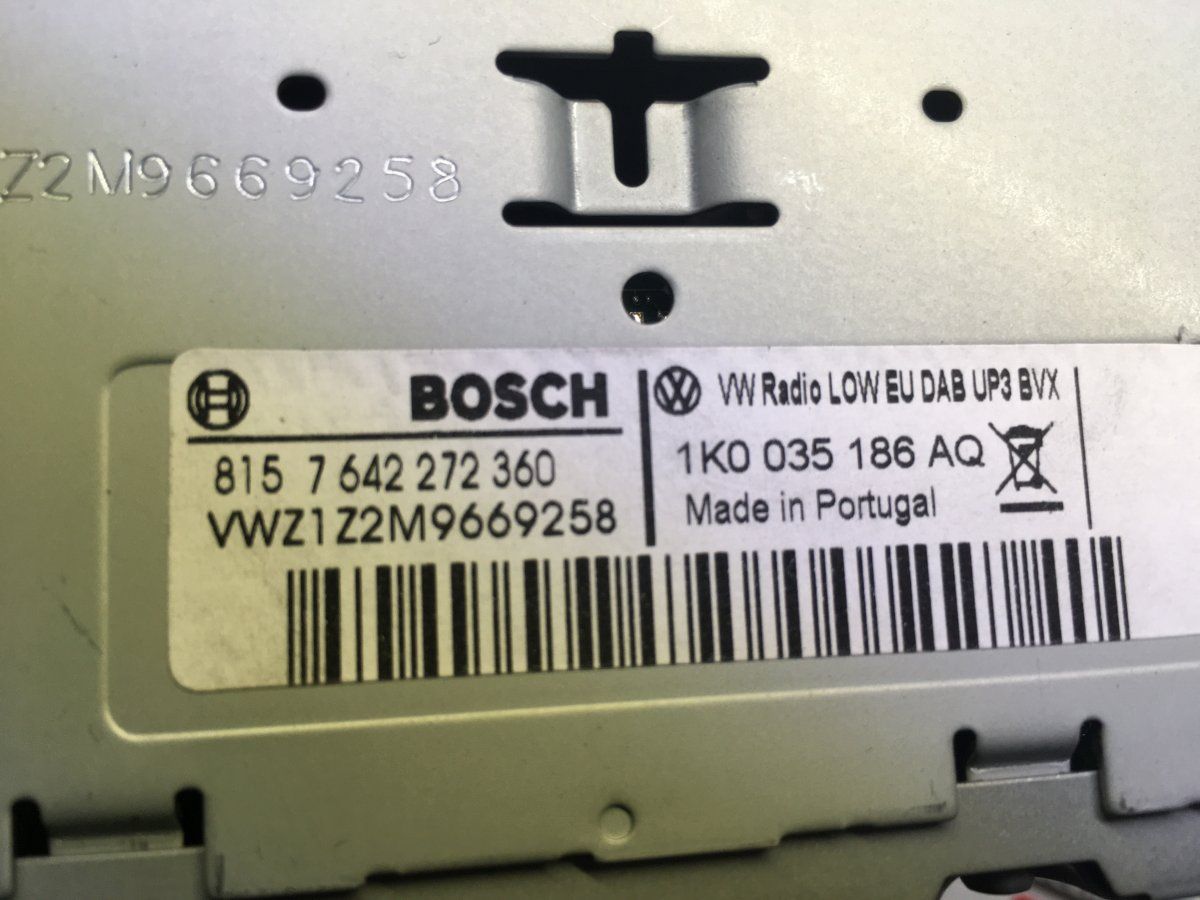 Z2M9669258
BOSCH
815 7 642 272 360
VWZ1Z2M9669258
VW Radio LOW EU DAB UP3 BVX
1K0 035 186 AQ
Made in Portugal